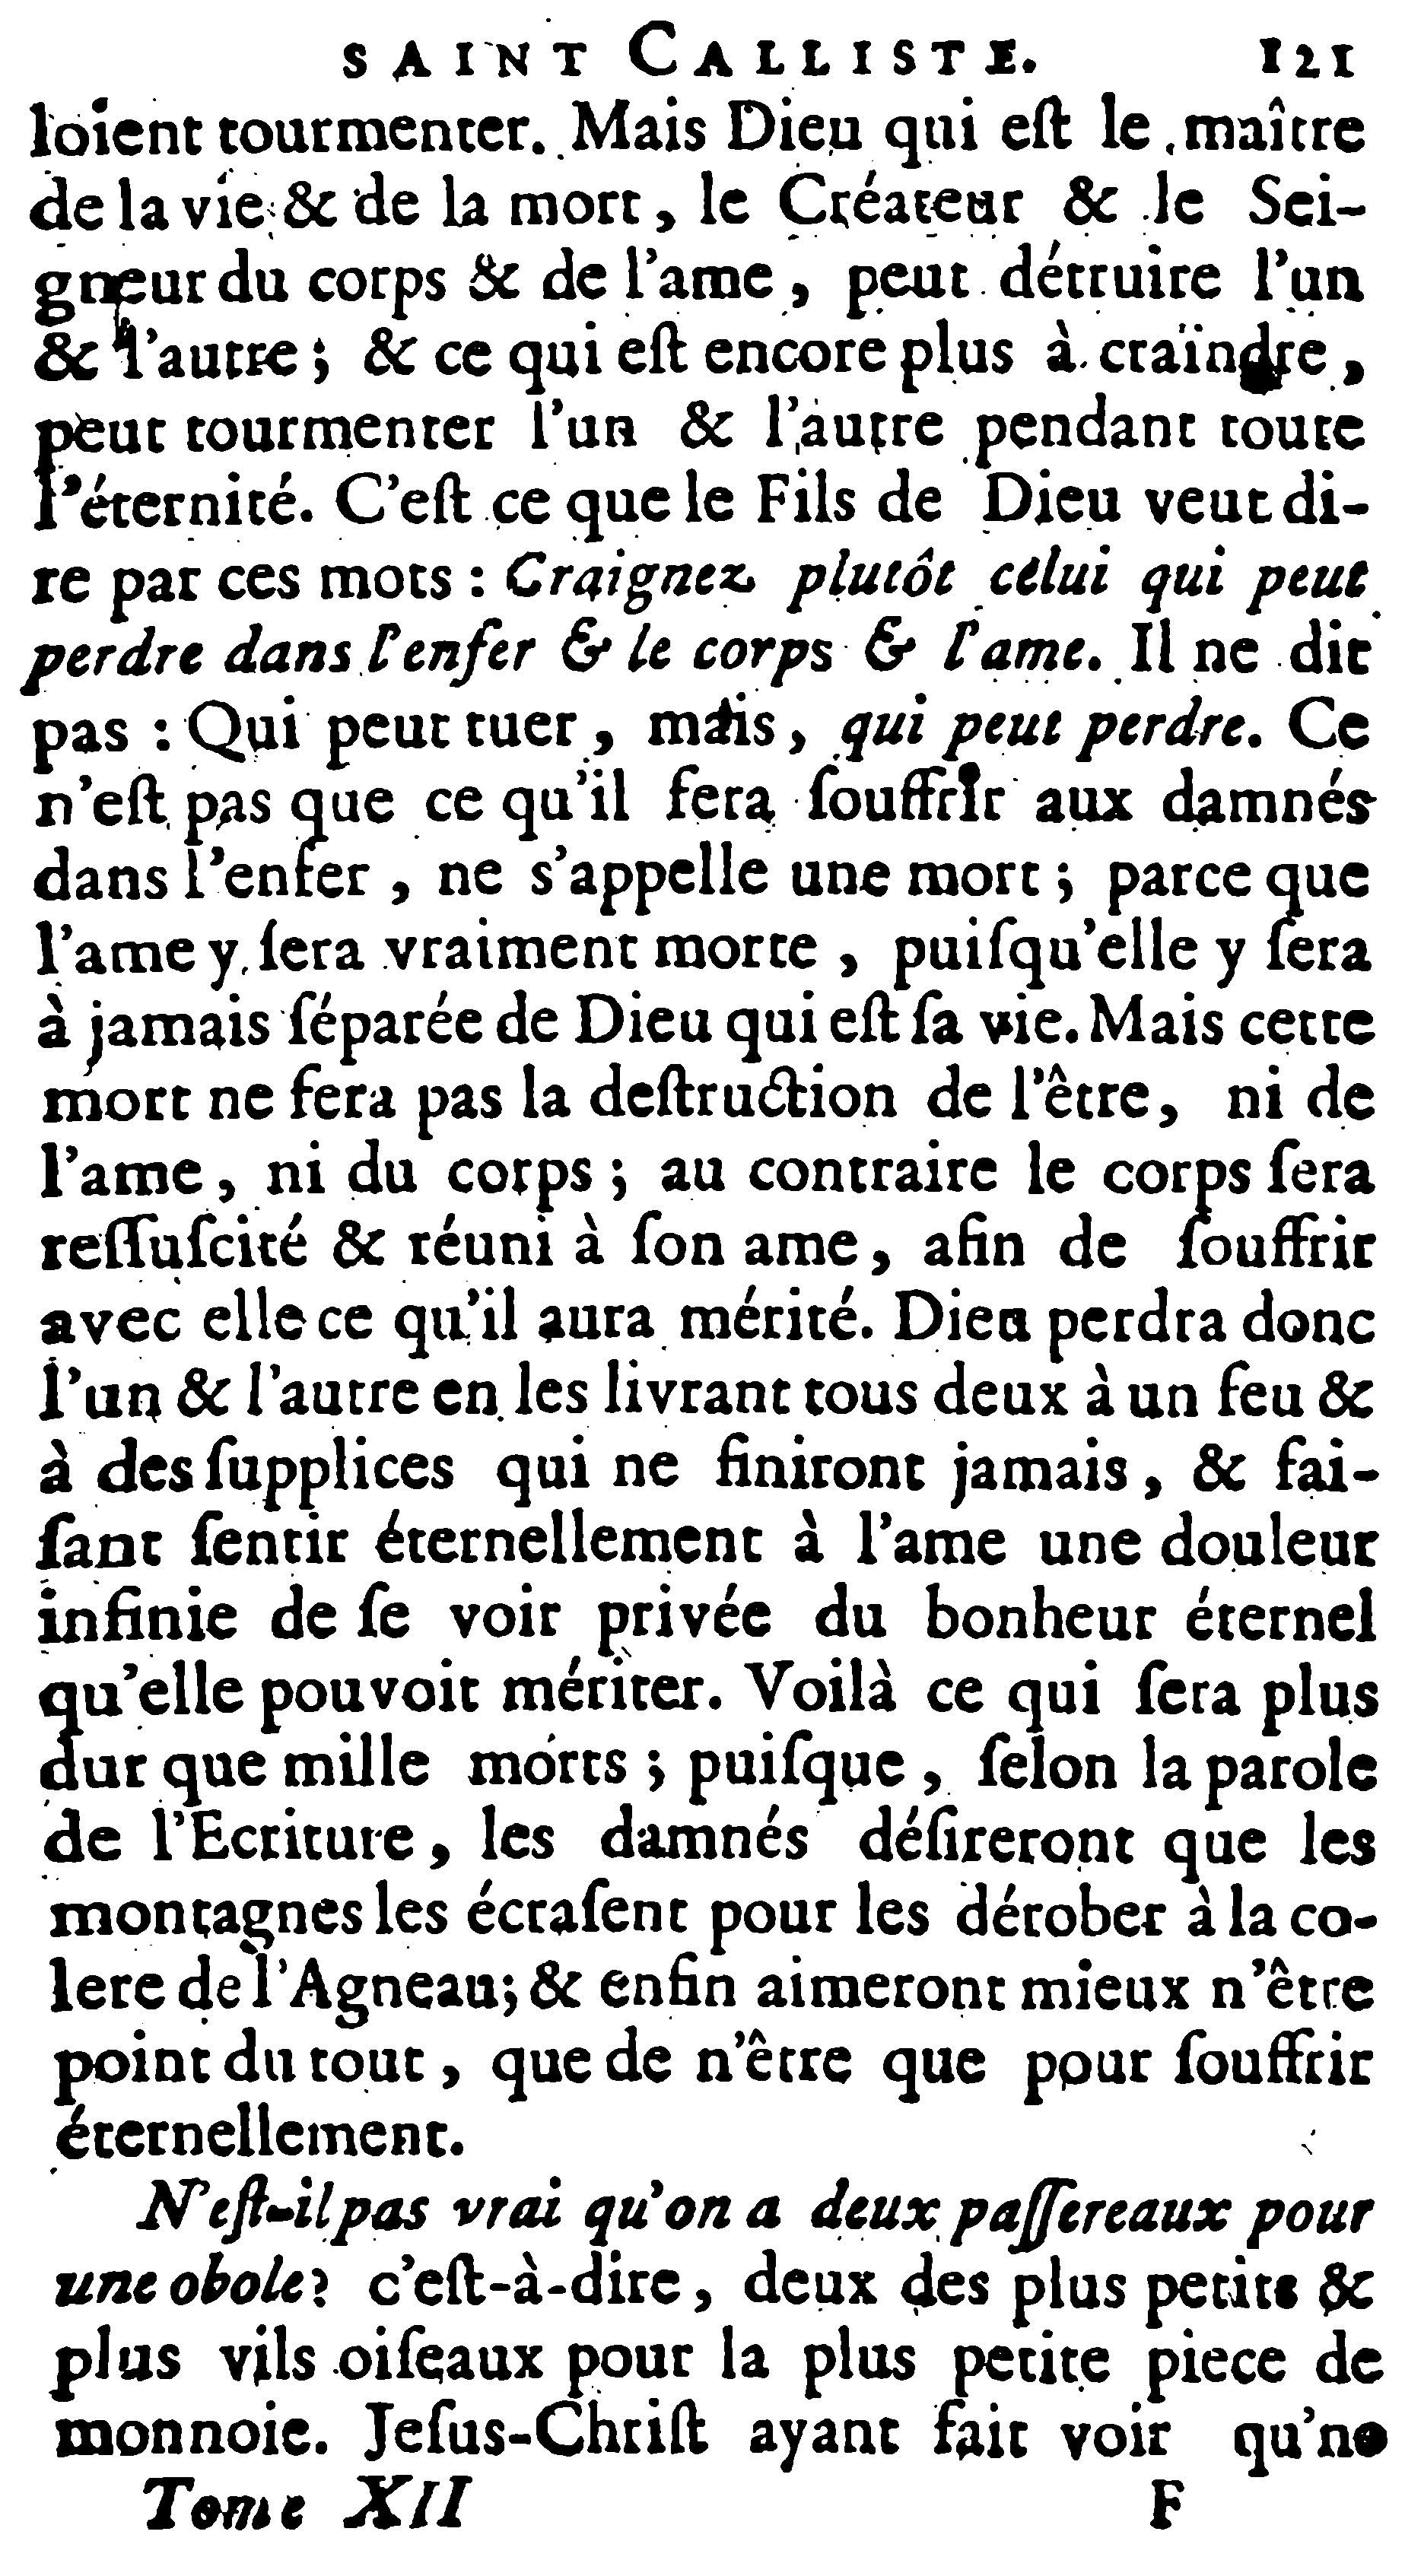 SAINT CALLISTE. 121
loient tourmenter. Mais Dieu qui eſt le maître
de la vie & de la mort, le Créateur & le Sei-
gneur du corps & de l'ame, peut détruire l'un
& l'autre; & ce qui eſt encore plus à craindre,
peut tourmenter l'un & l'autre pendant toute
l'éternité. C'eſt ce que le Fils de Dieu veut di-
re par ces mots : Craignez plutôt celui qui peut
perdre dans l'enfer & le corps & l'ame. Il ne dit
pas : Qui peut tuer, mais, qui peut perdre. Ce
n'eſt pas que ce qu'il fera ſouffrir aux damnés
dans l'enfer, ne s'appelle une mort; parce que
l'ame y ſera vraiment morte, puiſqu'elle y ſera
à jamais ſéparée de Dieu qui eſt ſa vie. Mais cette
mort ne fera pas la deſtruction de l'être, ni de
l'ame, ni du corps; au contraire le corps ſera
reſſuſcité & réuni à ſon ame, afin de ſouffrir
avec elle ce qu'il aura mérité. Dieu perdra donc
l'un & l'autre en les livrant tous deux à un feu &
à des ſupplices qui ne finiront jamais, & fai-
ſant ſentir éternellement à l'ame une douleur
infinie de ſe voir privée du bonheur éternel
qu'elle pouvoit mériter. Voilà ce qui ſera plus
dur que mille morts; puiſque, ſelon la parole
de l'Ecriture, les damnés déſireront que les
montagnes les écraſent pour les dérober à la co-
lere de l'Agneau; & enfin aimeront mieux n'être
point du tout, que de n'être que pour ſouffrir
éternellement.
N'eſt-il pas vrai qu'on a deux paſſereaux pour
une obole? c'eſt-à-dire, deux des plus petits &
plus vils oiſeaux pour la plus petite piece de
monnoie. Jeſus-Chriſt ayant fait voir qu'ne
Tome XII F